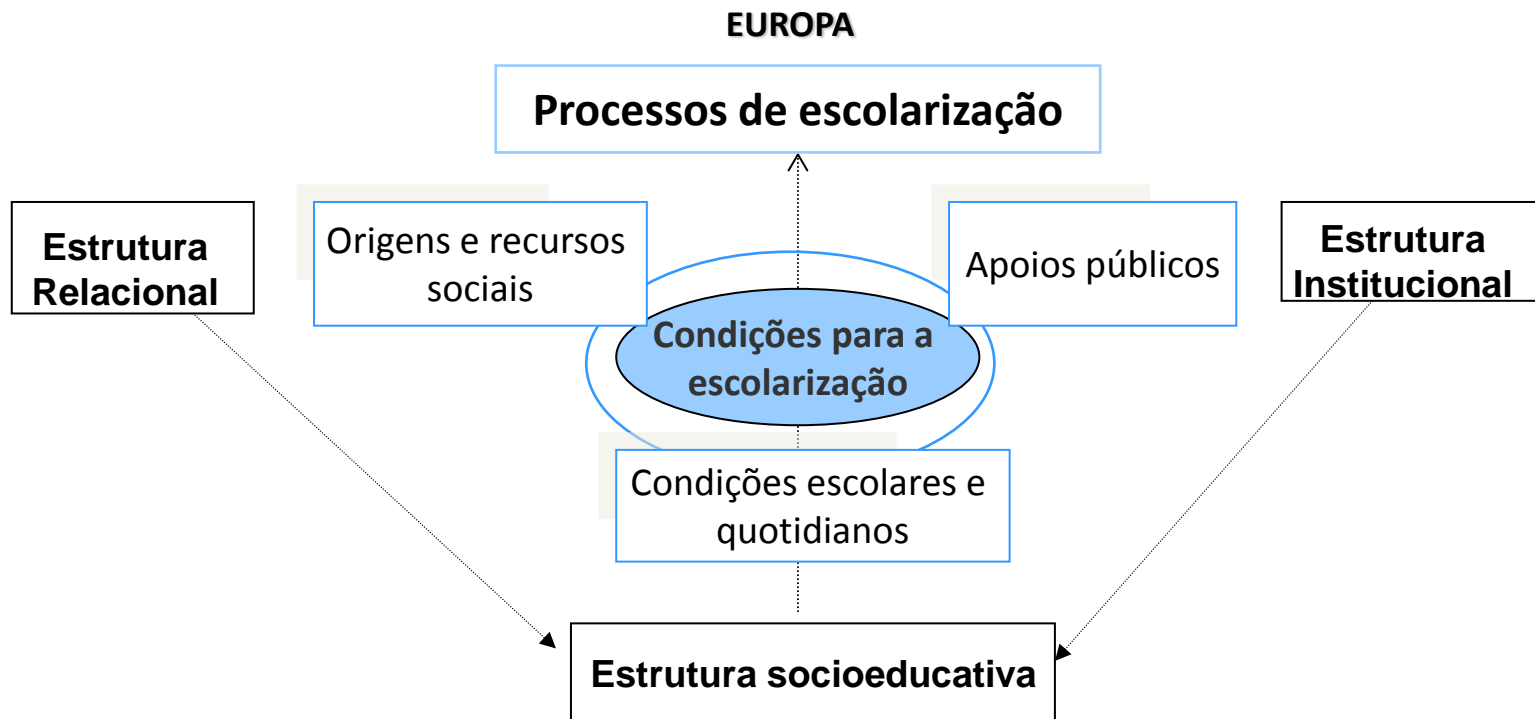 EUROPA
Processos de escolarização
Estrutura
Relacional
Origens e recursos
sociais
Apoios públicos
Estrutura
Institucional
Condições para a
escolarização
Condições escolares e
quotidianos
Estrutura socioeducativa